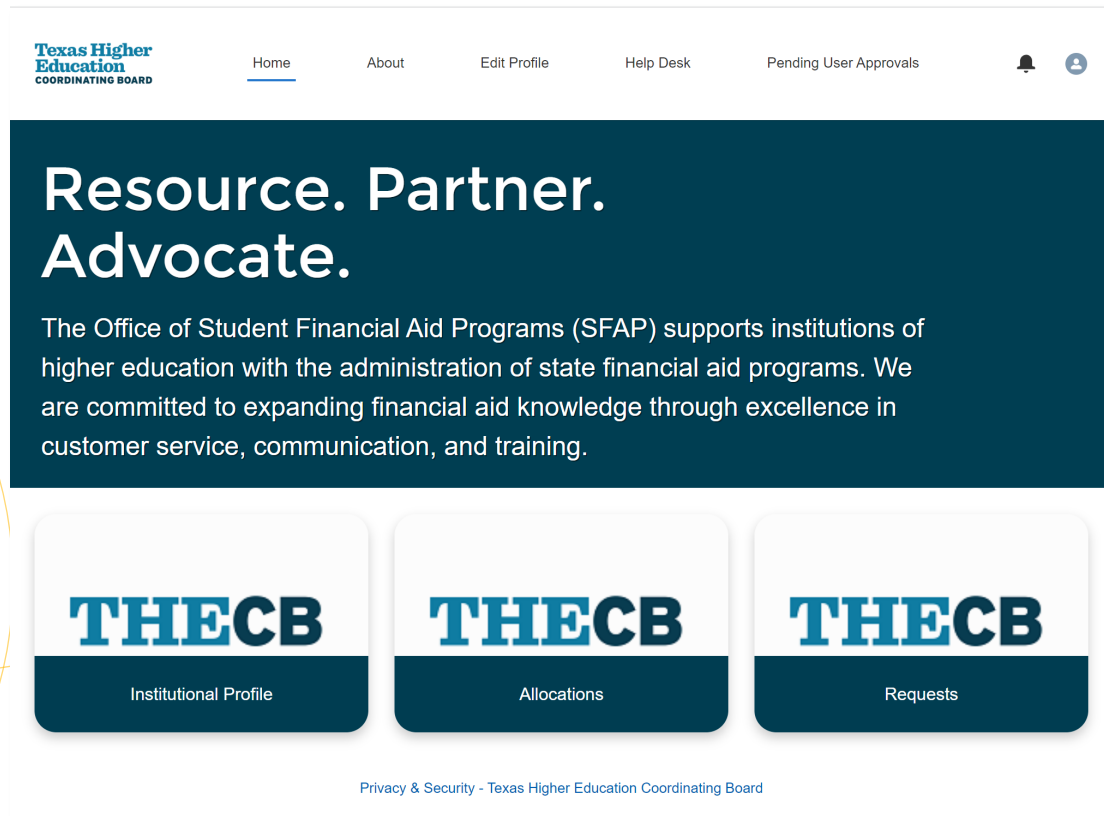 Texas Higher
Education
COORDINATING BOARD
Home
About
Edit Profile
Help Desk
Pending User Approvals
Resource. Partner.
Advocate.
The Office of Student Financial Aid Programs (SFAP) supports institutions of
higher education with the administration of state financial aid programs. We
are committed to expanding financial aid knowledge through excellence in
customer service, communication, and training.
THECB
Institutional Profile
THECB
Allocations
THECB
Requests
Privacy & Security - Texas Higher Education Coordinating Board